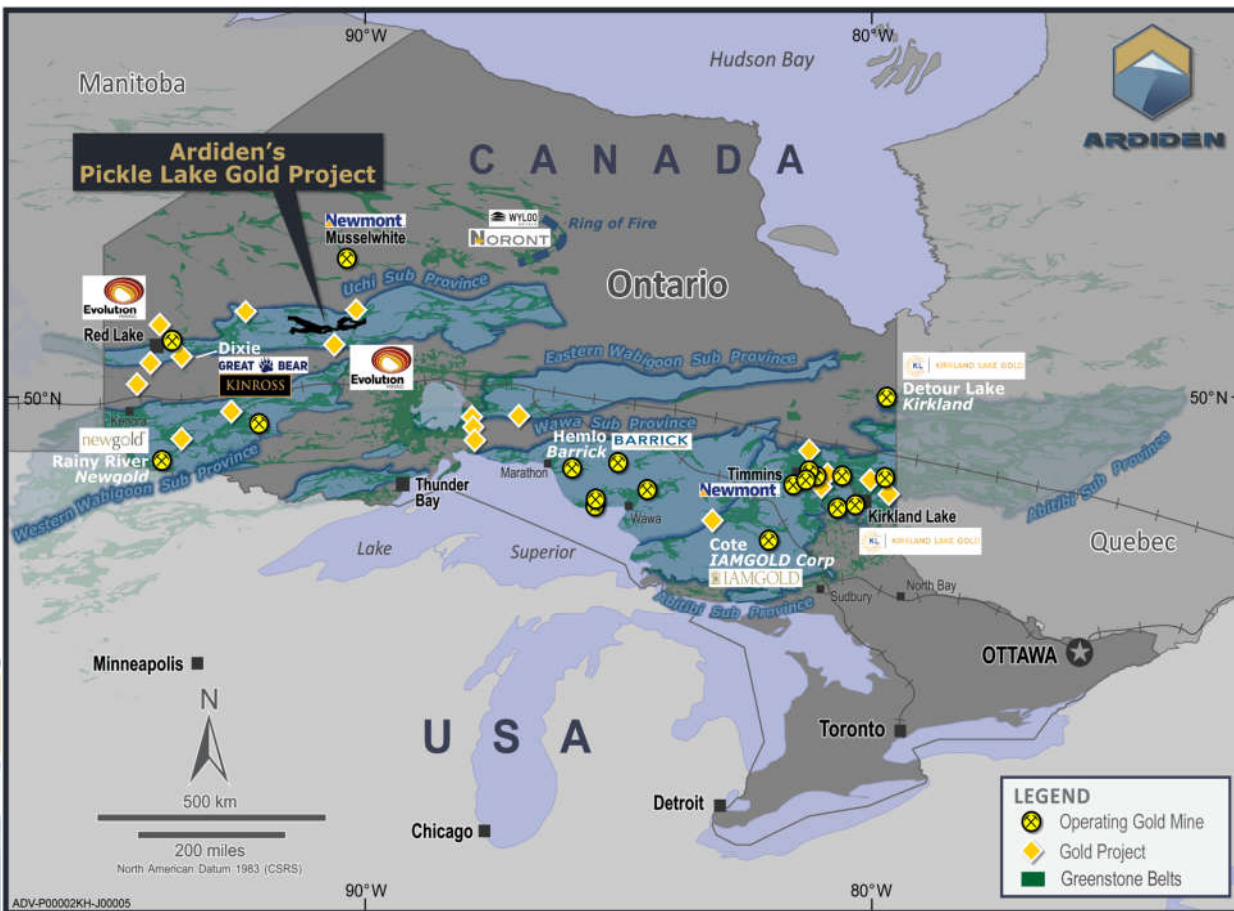 90°W
80°W
Hudson Bay
Manitoba
ARDIDEN
Ardiden's
Pickle Lake Gold Project
CANADA
Newmont
Musselwhite
WYLOO
NORONT
Ring of Fire
Uchi Sub Province
Ontario
Evolution
MINING
Red Lake
Dixie
GREAT BEAR
KINROSS
Evolution
MINING
Eastern Wabigoon Sub Province
KL
KIRKLAND LAKE GOLD
Detour Lake
Kirkland
50°N
50°N
Kenora
newgold
Rainy River
Newgold
Western Wabigoon Sub Province
Wawa Sub Province
Hemlo
Barrick
BARRICK
Marathon
Thunder
Bay
Wawa
Newmont
Timmins
Kirkland Lake
KL
KIRKLAND LAKE GOLD
Abitibi Sub Province
Quebec
Lake Superior
Cote
IAMGOLD Corp
IAMGOLD
Abitibi Sub Province
Sudbury
North Bay
Minneapolis
OTTAWA
N
USA
Toronto
500 km
200 miles
North American Datum 1983 (CSRS)
Detroit
Chicago
LEGEND
Operating Gold Mine
Gold Project
Greenstone Belts
90°W
80°W
ADV-P00002KH-J00005